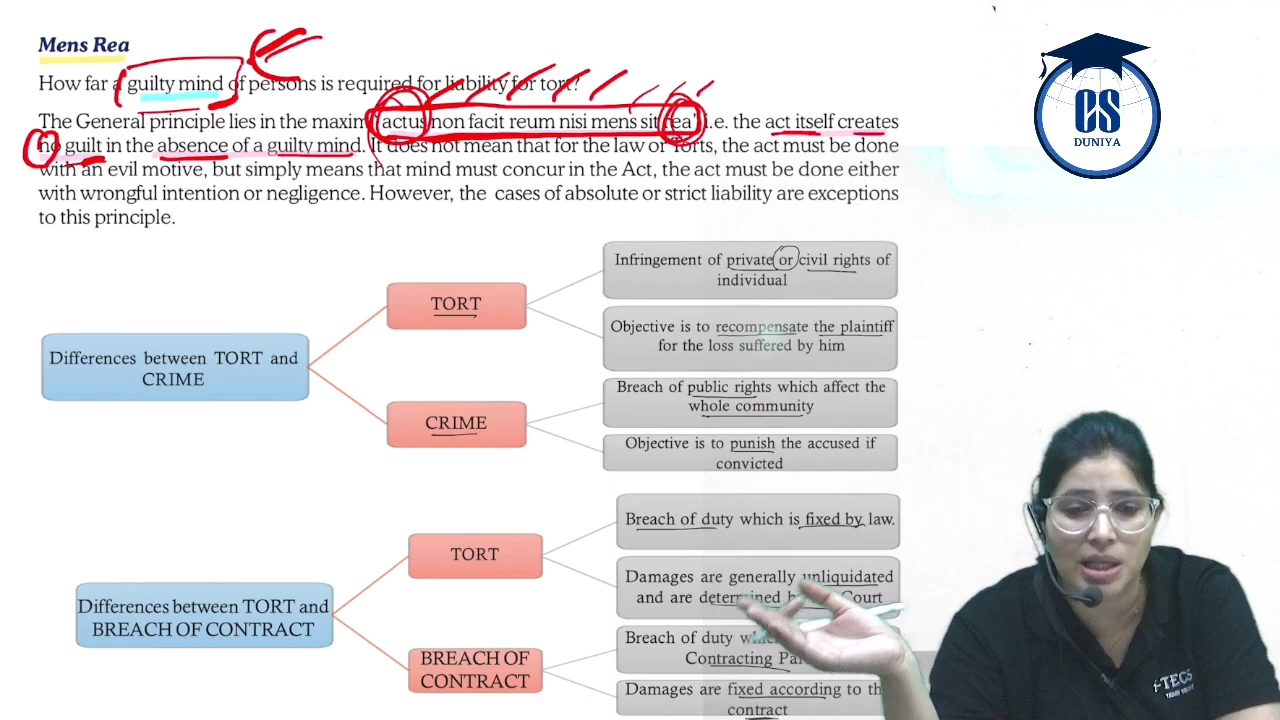 Mens Rea
How far a guilty mind of persons is required for liability for tort?
The General principle lies in the maxim 'actus non facit reum nisi mens sit rea' i.e. the act itself creates
no guilt in the absence of a guilty mind. It does not mean that for the law of Torts, the act must be done
with an evil motive, but simply means that mind must concur in the Act, the act must be done either
with wrongful intention or negligence. However, the cases of absolute or strict liability are exceptions
to this principle.
CS
DUNIYA
Differences between TORT and
CRIME
TORT
Infringement of private or civil rights of
individual
Objective is to recompensate the plaintiff
for the loss suffered by him
CRIME
Breach of public rights which affect the
whole community
Objective is to punish the accused if
convicted
Differences between TORT and
BREACH OF CONTRACT
TORT
Breach of duty which is fixed by law.
Damages are generally unliquidated
and are determined Court
BREACH OF
CONTRACT
Breach of duty
Contracting
Damages are fixed according to
contract